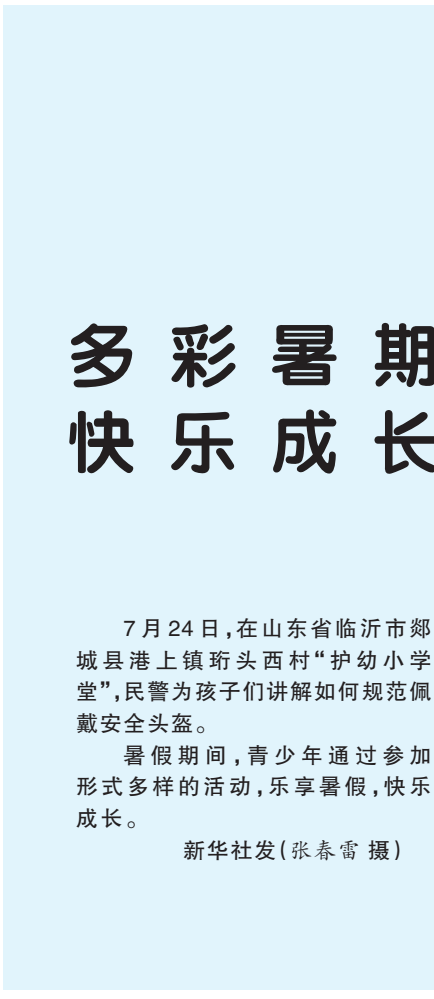 多彩暑期
快乐成长
7月24日，在山东省临沂市郯
城县港上镇珩头西村“护幼小学
堂”，民警为孩子们讲解如何规范佩
戴安全头盔。
暑假期间，青少年通过参加
形式多样的活动，乐享暑假，快乐
成长。
新华社发（张春雷 摄）